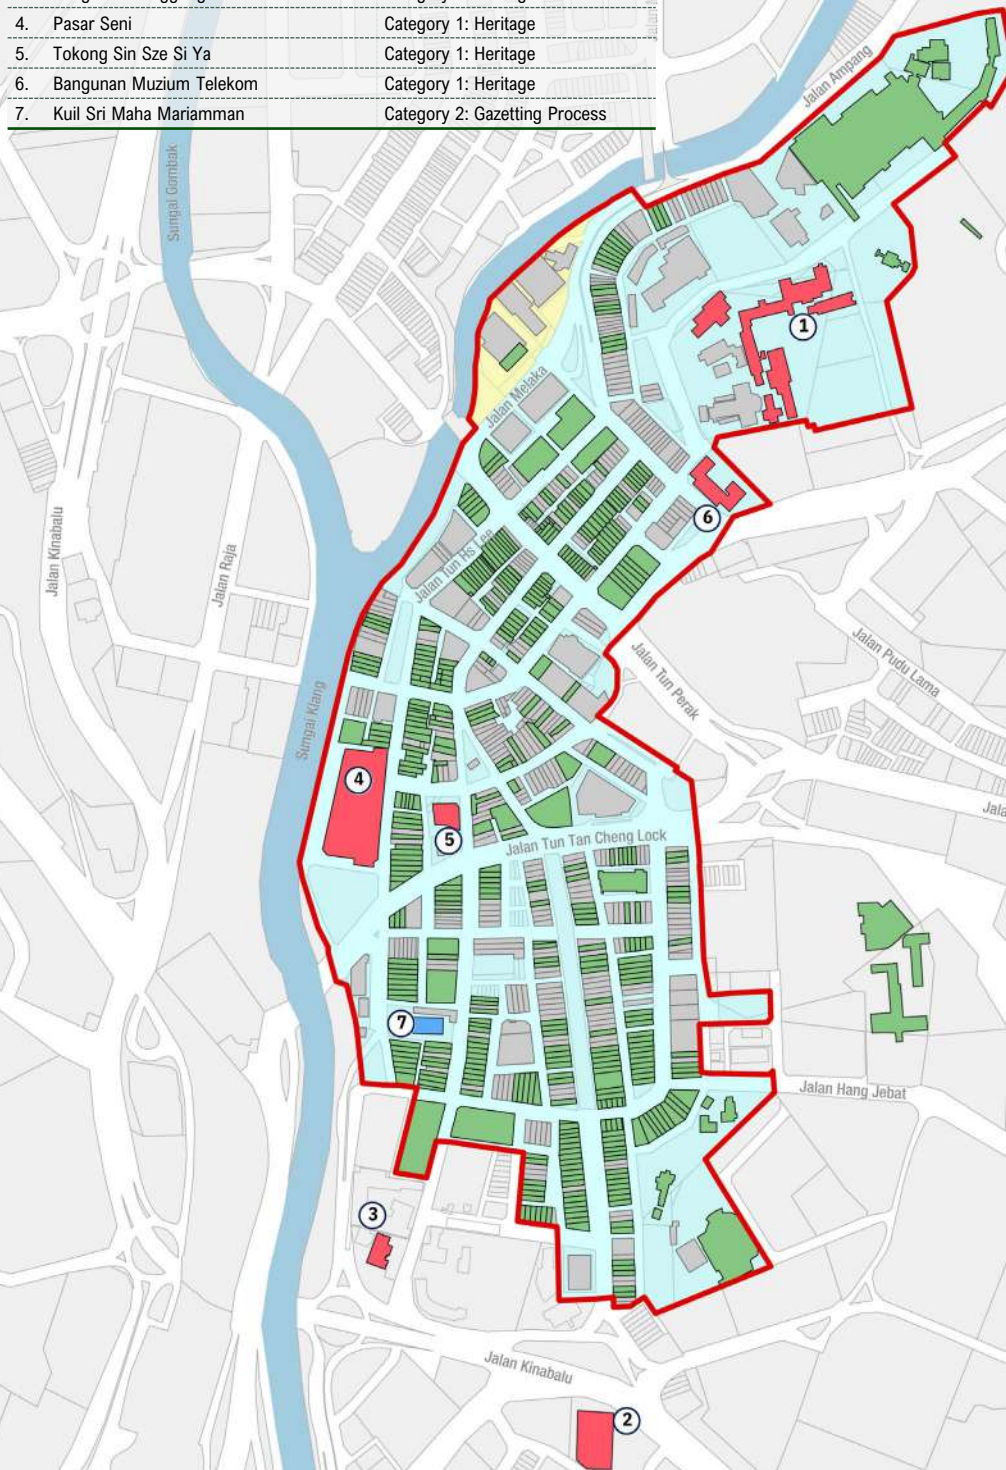 4. Pasar Seni Category 1: Heritage
5. Tokong Sin Sze Si Ya Category 1: Heritage
6. Bangunan Muzium Telekom Category 1: Heritage
7. Kuil Sri Maha Mariamman Category 2: Gazetting Process
Jalan Ampang
Sungai Gombak
1
Jalan Melaka
6
Jalan Kinabalu
Jalan Raja
Jalan Tun Hs Lee
Jalan Tun Perak
Jalan Pudu Lama
Sungai Klang
4
5
Jalan Tun Tan Cheng Lock
7
Jalan Hang Jebat
3
Jalan Kinabalu
2